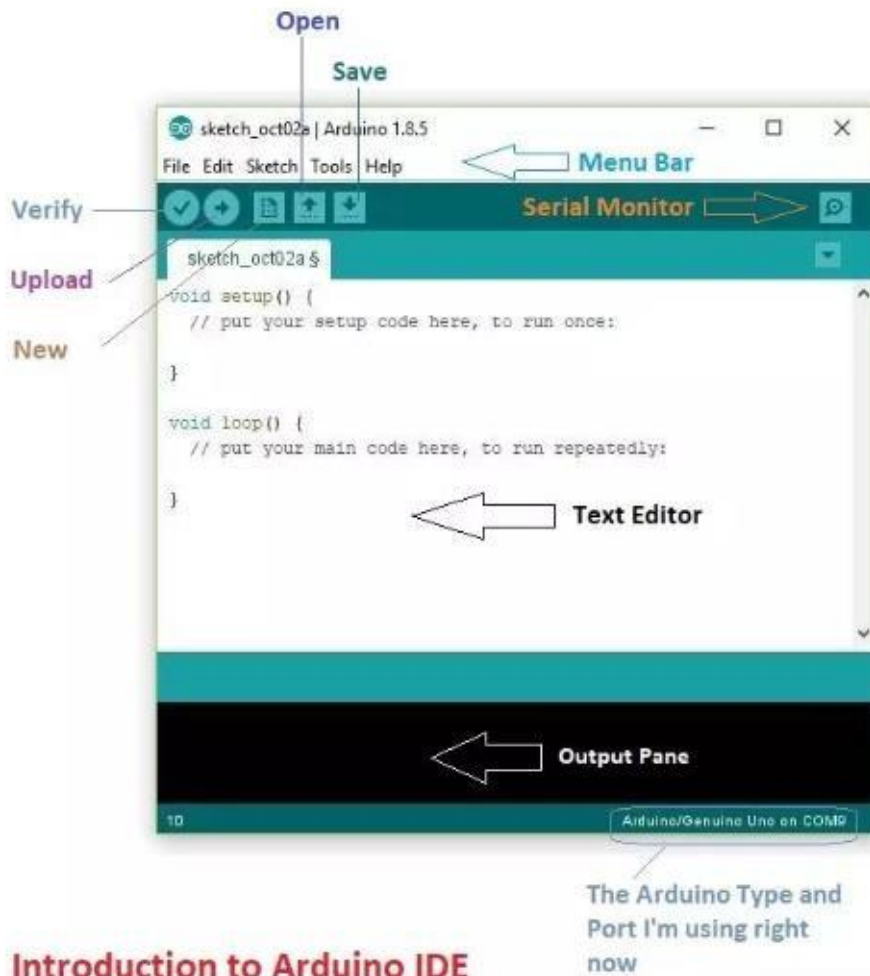 Open
Save
sketch_oct02a | Arduino 1.8.5
File Edit Sketch Tools Help
Menu Bar
Verify
Serial Monitor
sketch_oct02a §
Upload
void setup() {
// put your setup code here, to run once:
New
}
void loop() {
// put your main code here, to run repeatedly:
}
Text Editor
Output Pane
10
Arduino/Genuino Uno on COM9
The Arduino Type and
Port I'm using right
now
Introduction to Arduino IDE